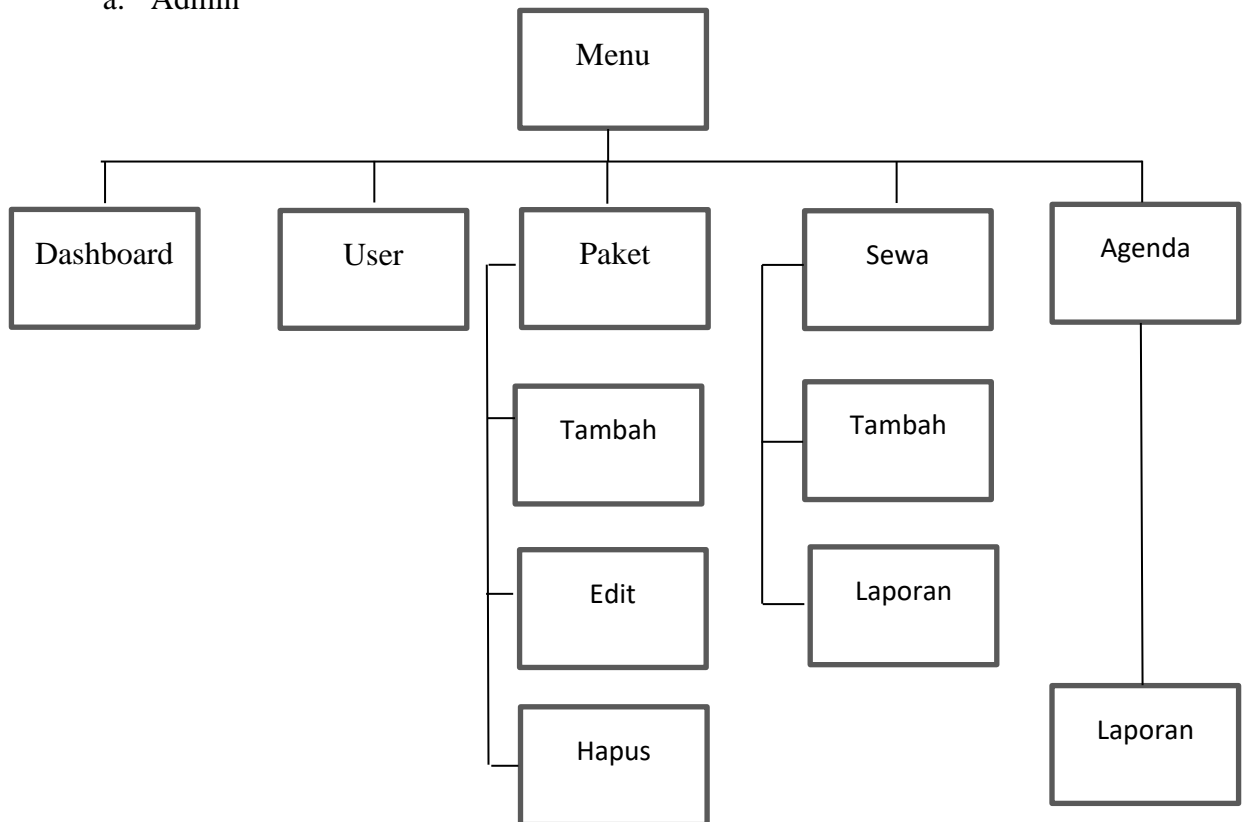 a. Admin
Menu
Dashboard
User
Paket
Sewa
Agenda
Tambah
Tambah
Edit
Laporan
Hapus
Laporan